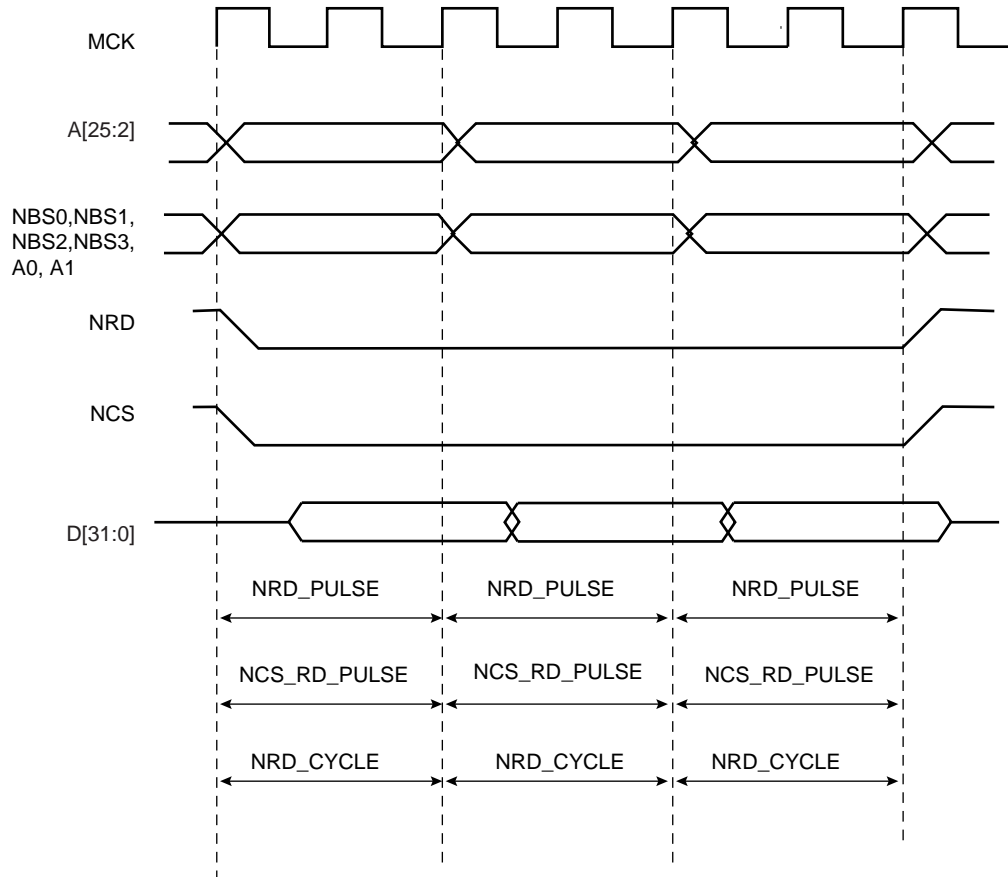 MCK
A[25:2]
NBS0,NBS1,
NBS2,NBS3,
A0, A1
NRD
NCS
D[31:0]
NRD_PULSE NRD_PULSE NRD_PULSE
NCS_RD_PULSE NCS_RD_PULSE NCS_RD_PULSE
NRD_CYCLE NRD_CYCLE NRD_CYCLE